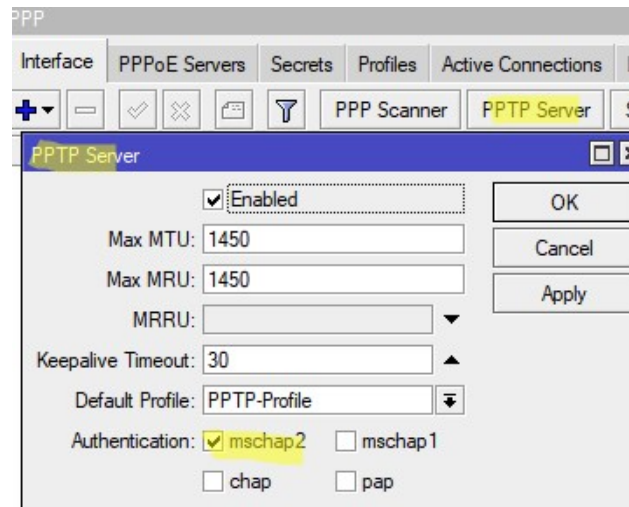 PPP
Interface PPPoE Servers Secrets Profiles Active Connections
PPP Scanner PPTP Server
PPTP Server
Enabled OK
Max MTU: 1450 Cancel
Max MRU: 1450 Apply
MRRU:
Keepalive Timeout: 30
Default Profile: PPTP-Profile
Authentication: mschap2 mschap1
chap pap